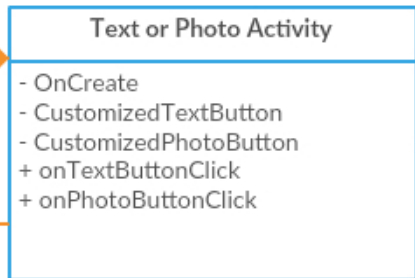 Text or Photo Activity
- OnCreate
- CustomizedTextButton
- CustomizedPhotoButton
+ onTextButtonClick
+ onPhotoButtonClick